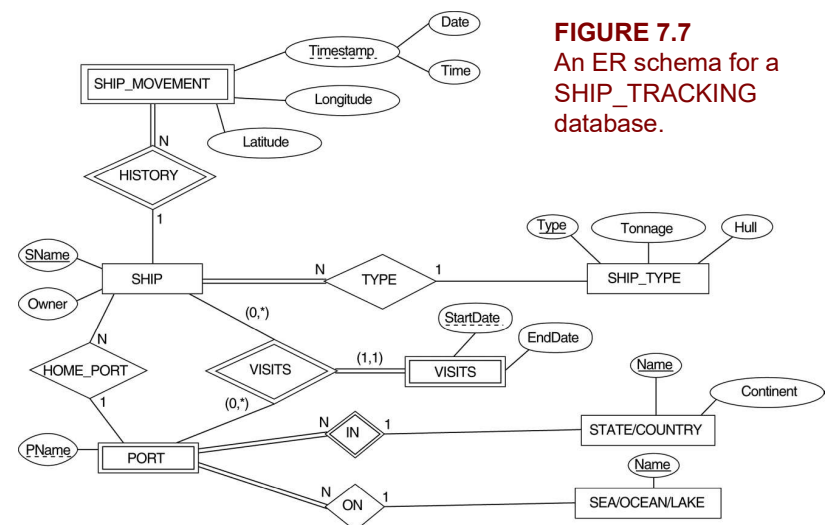 Date
FIGURE 7.7
An ER schema for a
SHIP_TRACKING
database.
Timestamp
Time
SHIP_MOVEMENT
Longitude
Latitude
N
HISTORY
1
SName
Type
Tonnage
Hull
SHIP
N
TYPE
1
SHIP_TYPE
Owner
(0,*)
StartDate
EndDate
N
HOME_PORT
VISITS
(1,1)
VISITS
1
(0,*)
Name
Continent
N
IN
1
STATE/COUNTRY
PName
PORT
Name
N
ON
1
SEA/OCEAN/LAKE